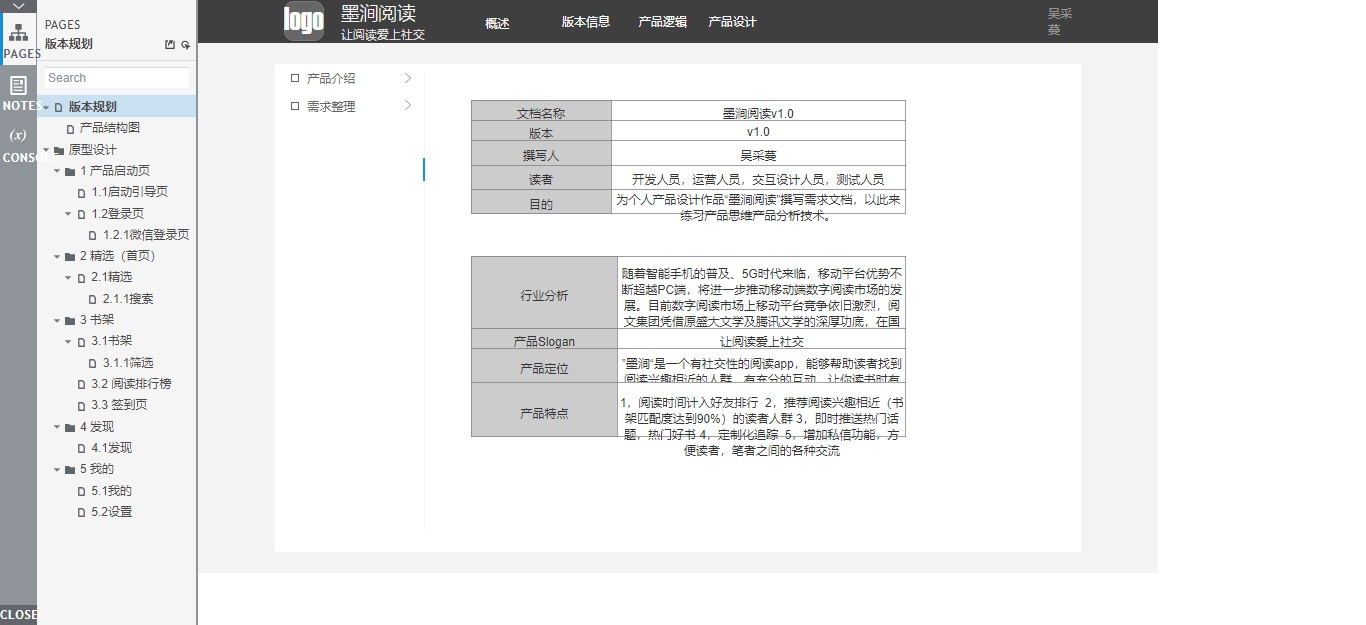 PAGES
NOTES
(x)
CONSOLE
CLOSE
PAGES
版本规划
Search
版本规划
产品结构图
原型设计
1 产品启动页
1.1启动引导页
1.2登录页
1.2.1微信登录页
2 精选（首页）
2.1精选
2.1.1搜索
3 书架
3.1书架
3.1.1筛选
3.2 阅读排行榜
3.3 签到页
4 发现
4.1发现
5 我的
5.1我的
5.2设置
logo
墨涧阅读
让阅读爱上社交
概述
版本信息
产品逻辑
产品设计
吴采
薆
产品介绍
需求整理
文档名称 墨涧阅读v1.0
版本 v1.0
撰写人 吴采薆
读者 开发人员，运营人员，交互设计人员，测试人员
目的
为个人产品设计作品“墨涧阅读”撰写需求文档，以此来
练习产品思维产品分析技术。
行业分析
随着智能手机的普及、5G时代来临，移动平台优势不
断超越PC端，将进一步推动移动端数字阅读市场的发
展。目前数字阅读市场上移动平台竞争依旧激烈，阅
文集团凭借原盛大文学及腾讯文学的深厚功底，在国
产品Slogan 让阅读爱上社交
产品定位
”墨涧“是一个有社交性的阅读app，能够帮助读者找到
阅读兴趣相近的人群，有充分的互动，让你读书时有
产品特点
1，阅读时间计入好友排行 2，推荐阅读兴趣相近（书
架匹配度达到90%）的读者人群 3，即时推送热门话
题，热门好书 4，定制化追踪 5，增加私信功能，方
便读者，笔者之间的各种交流